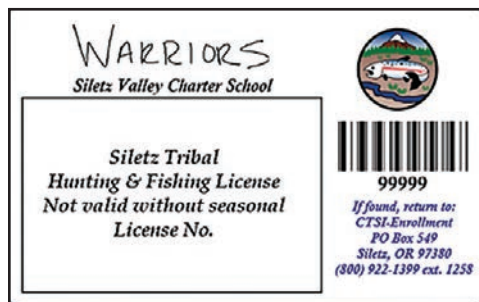 WARRIORS
Siletz Valley Charter School
Siletz Tribal
Hunting & Fishing License
Not valid without seasonal
License No.
99999
If found, return to:
CTSI-Enrollment
PO Box 549
Siletz, OR 97380
(800) 922-1399 ext. 1258